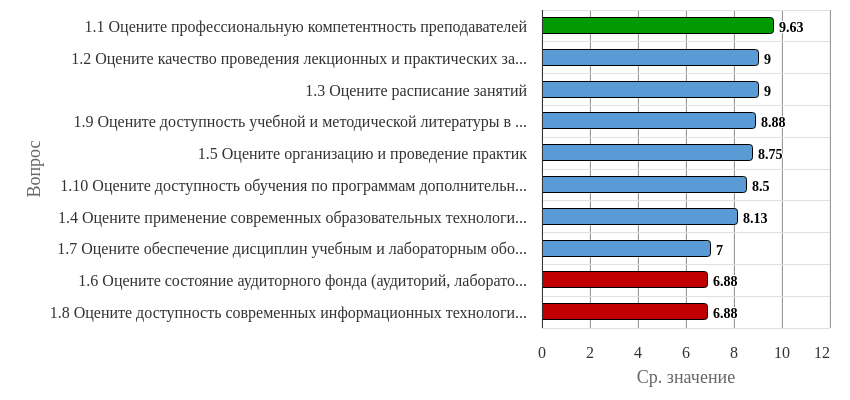 1.1 Оцените профессиональную компетентность преподавателей 9.63
1.2 Оцените качество проведения лекционных и практических за... 9
1.3 Оцените расписание занятий 9
1.9 Оцените доступность учебной и методической литературы в ... 8.88
1.5 Оцените организацию и проведение практик 8.75
1.10 Оцените доступность обучения по программам дополнительн... 8.5
1.4 Оцените применение современных образовательных технологи... 8.13
1.7 Оцените обеспечение дисциплин учебным и лабораторным обо... 7
1.6 Оцените состояние аудиторного фонда (аудиторий, лаборато... 6.88
1.8 Оцените доступность современных информационных технологи... 6.88
Вопрос
0 2 4 6 8 10 12
Ср. значение